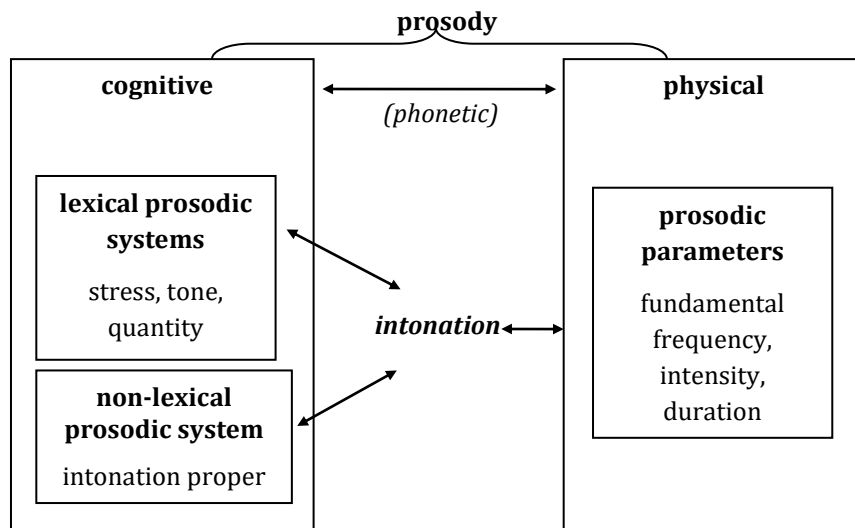 prosody
cognitive
(phonetic)
physical
lexical prosodic
systems
stress, tone,
quantity
non-lexical
prosodic system
intonation proper
intonation
prosodic
parameters
fundamental
frequency,
intensity,
duration